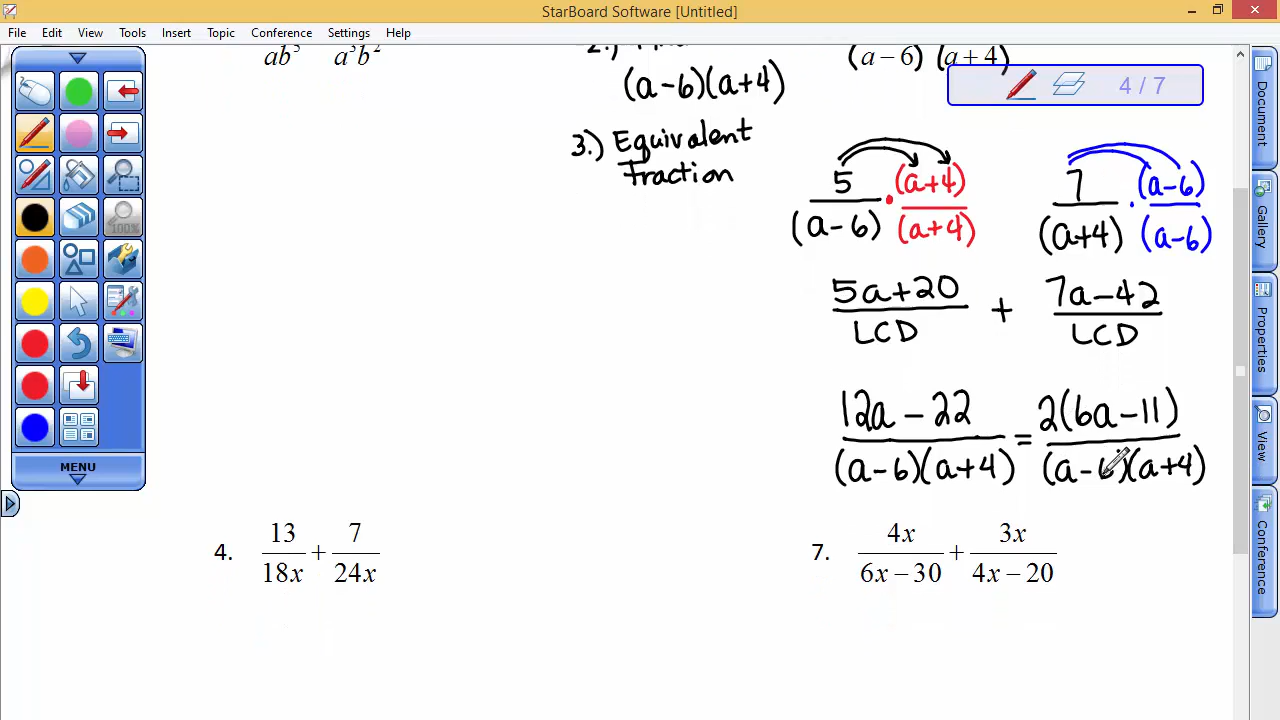 StarBoard Software [Untitled]
File Edit View Tools Insert Topic Conference Settings Help
4 / 7
ab⁵ a³b²
(a-6)(a+4)
3.) Equivalent
fraction
(a − 6) (a + 4)
5/(a-6) · (a+4)/(a+4) 7/(a+4) · (a-6)/(a-6)
(5a+20)/LCD + (7a-42)/LCD
(12a - 22)/((a-6)(a+4)) = 2(6a-11)/((a-6)(a+4))
4. 13/18x + 7/24x
7. 4x/(6x − 30) + 3x/(4x − 20)
100%
MENU
Document
Gallery
Properties
View
Conference